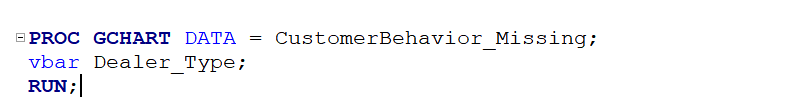 PROC GCHART DATA = CustomerBehavior_Missing;
vbar Dealer_Type;
RUN;